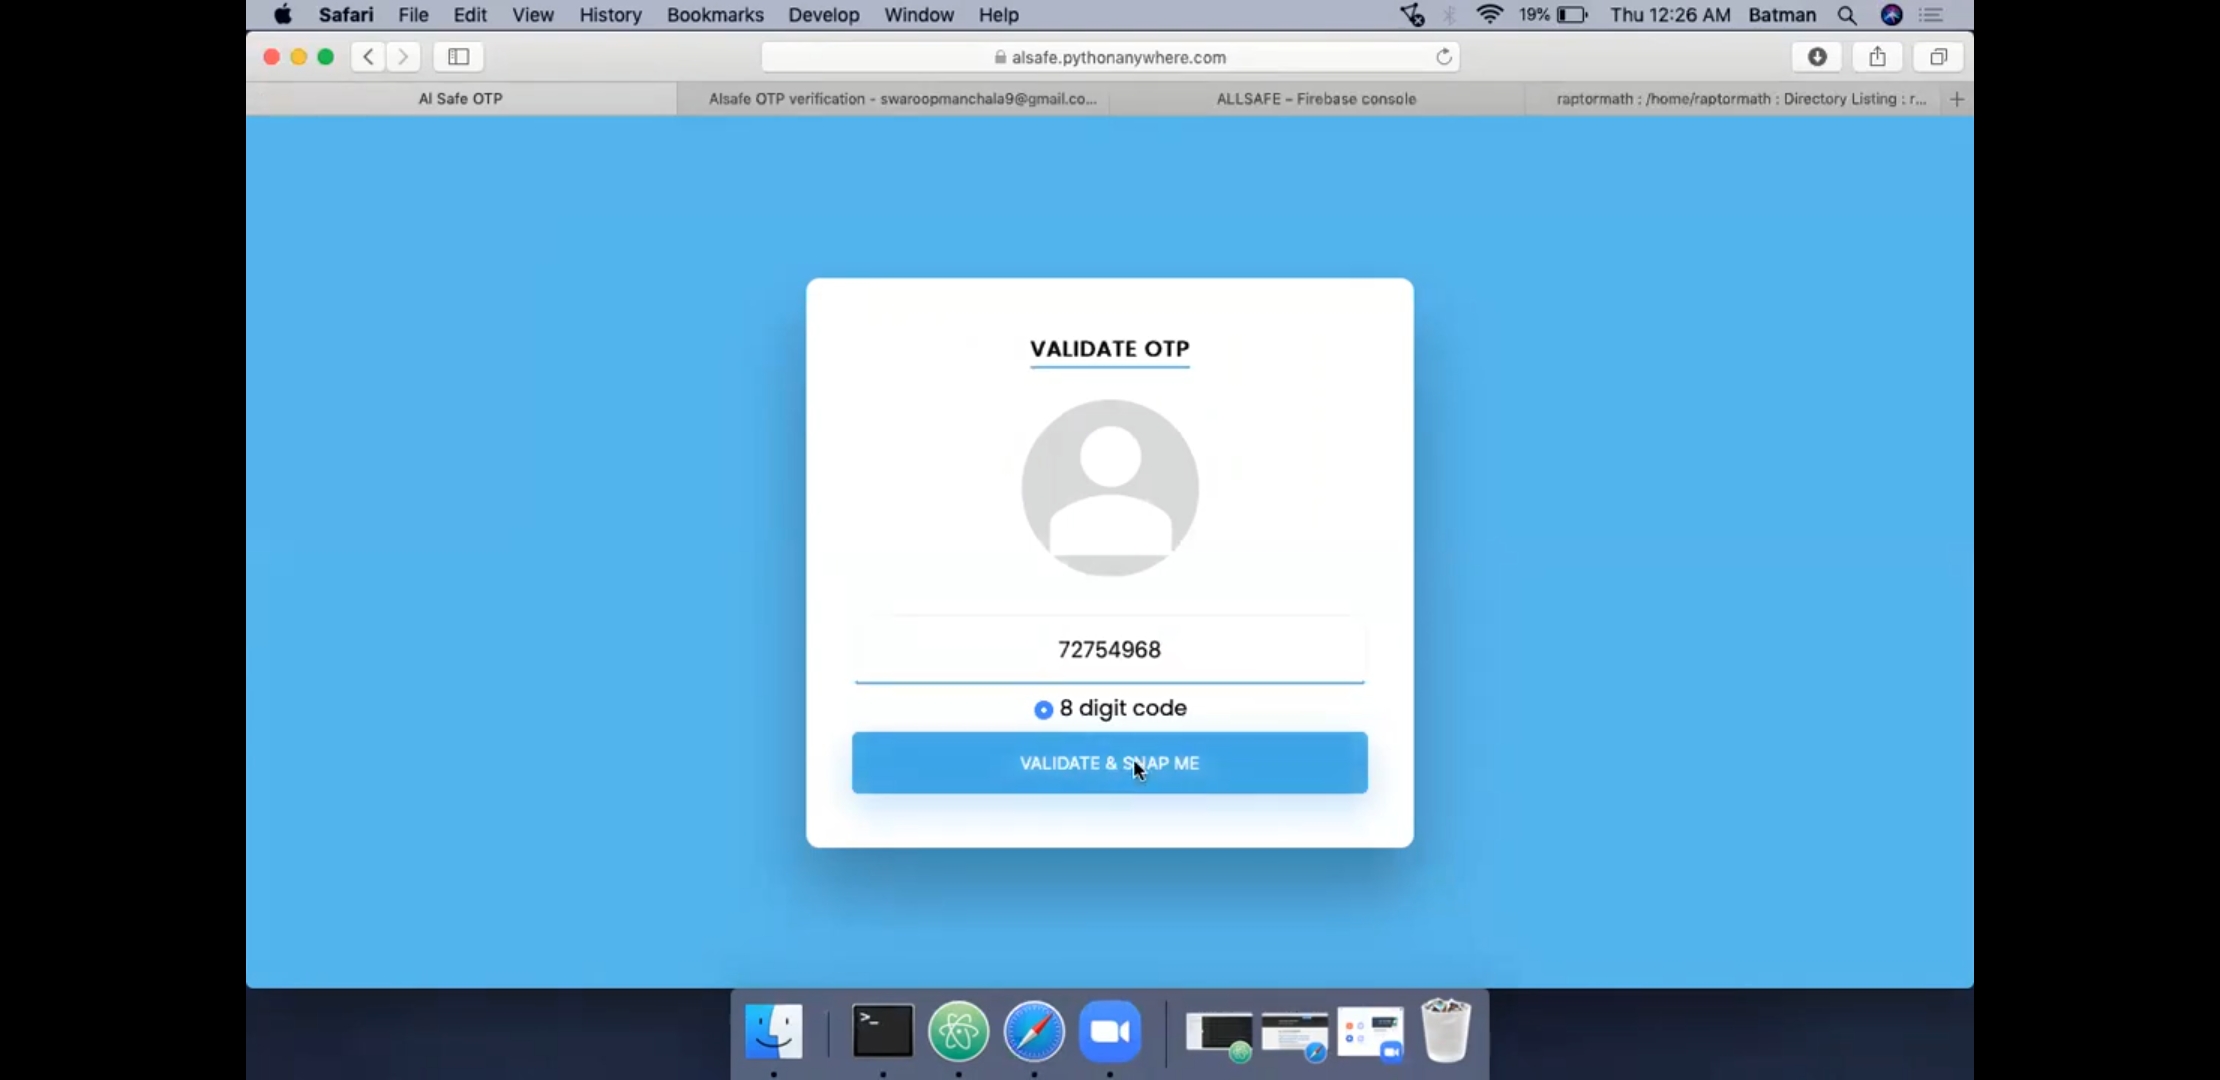 Safari File Edit View History Bookmarks Develop Window Help 19% Thu 12:26 AM Batman
alsafe.pythonanywhere.com
AI Safe OTP
Alsafe OTP verification - swaroopmanchala9@gmail.co...
ALLSAFE – Firebase console
raptormath : /home/raptormath : Directory Listing : r...
VALIDATE OTP
72754968
8 digit code
VALIDATE & SNAP ME